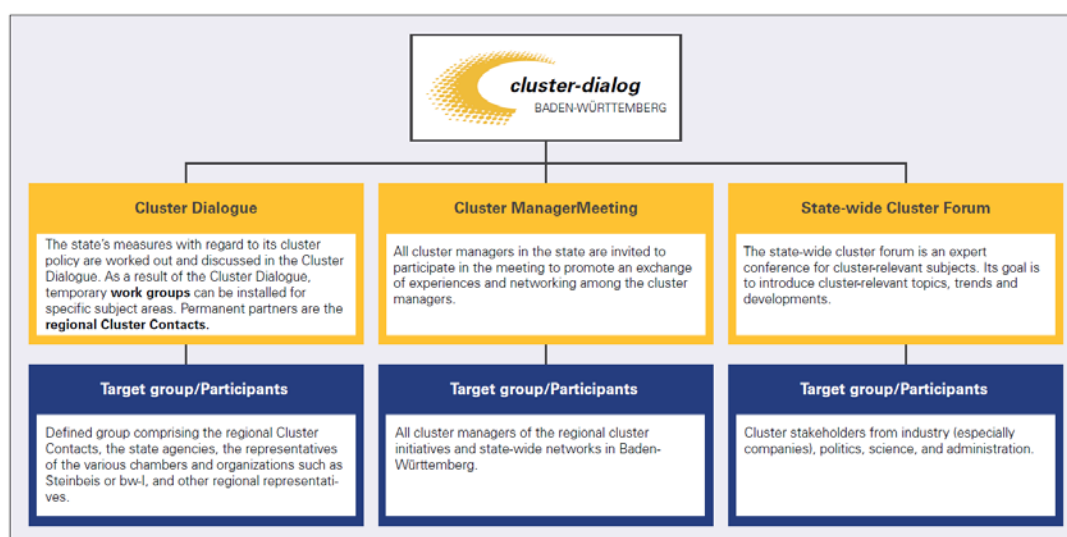 cluster-dialog
BADEN-WÜRTTEMBERG
Cluster Dialogue
The state's measures with regard to its cluster
policy are worked out and discussed in the Cluster
Dialogue. As a result of the Cluster Dialogue,
temporary work groups can be installed for
specific subject areas. Permanent partners are the
regional Cluster Contacts.
Cluster ManagerMeeting
All cluster managers in the state are invited to
participate in the meeting to promote an exchange
of experiences and networking among the cluster
managers.
State-wide Cluster Forum
The state-wide cluster forum is an expert
conference for cluster-relevant subjects. Its goal is
to introduce cluster-relevant topics, trends and
developments.
Target group/Participants
Defined group comprising the regional Cluster
Contacts, the state agencies, the representatives
of the various chambers and organizations such as
Steinbeis or bw-I, and other regional representati-
ves.
Target group/Participants
All cluster managers of the regional cluster
initiatives and state-wide networks in Baden-
Württemberg.
Target group/Participants
Cluster stakeholders from industry (especially
companies), politics, science, and administration.